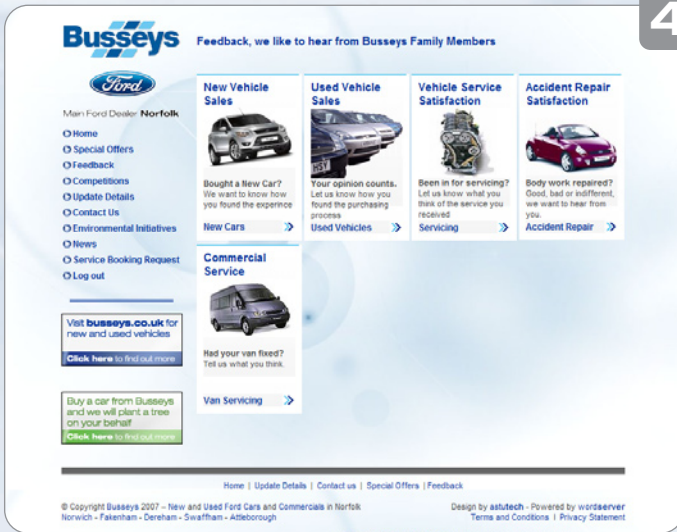 4
Busseys
Feedback, we like to hear from Busseys Family Members
Ford
Main Ford Dealer Norfolk
Home
Special Offers
Feedback
Competitions
Update Details
Contact Us
Environmental Initiatives
News
Service Booking Request
Log out
Visit busseys.co.uk for
new and used vehicles
Click here to find out more
Buy a car from Busseys
and we will plant a tree
on your behalf
Click here to find out more
New Vehicle
Sales
Bought a New Car?
We want to know how
you found the experince
New Cars
Used Vehicle
Sales
HSY
Your opinion counts.
Let us know how you
found the purchasing
process
Used Vehicles
Vehicle Service
Satisfaction
Been in for servicing?
Let us know what you
think of the service you
received
Servicing
Accident Repair
Satisfaction
Body work repaired?
Good, bad or indifferent,
we want to hear from
you.
Accident Repair
Commercial
Service
Had your van fixed?
Tell us what you think.
Van Servicing
Home | Update Details | Contact us | Special Offers | Feedback
© Copyright Busseys 2007 – New and Used Ford Cars and Commercials in Norfolk
Norwich - Fakenham - Dereham - Swaffham - Attleborough
Design by astutech - Powered by wordserver
Terms and Conditions | Privacy Statement